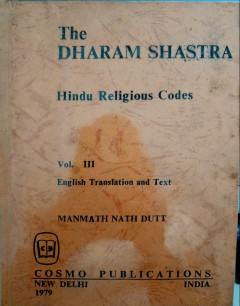 The
DHARAM SHASTRA
Hindu Religious Codes
Vol. III
English Translation and Text
MANMATH NATH DUTT
COSMO PUBLICATIONS
NEW DELHI INDIA
1979